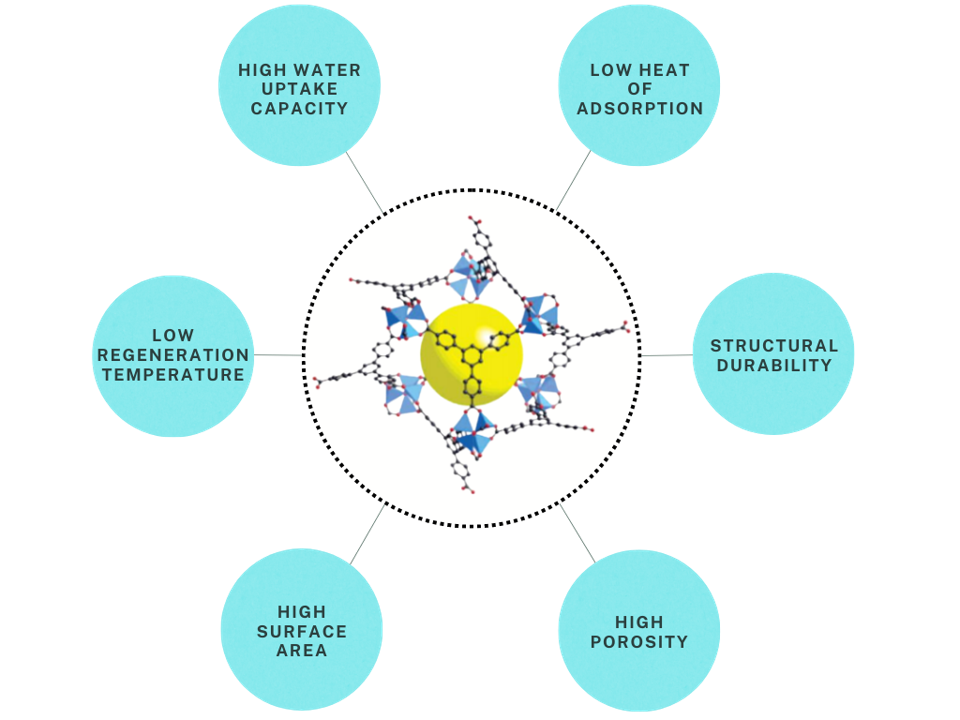 HIGH WATER
UPTAKE
CAPACITY
LOW HEAT
OF
ADSORPTION
LOW
REGENERATION
TEMPERATURE
STRUCTURAL
DURABILITY
HIGH
SURFACE
AREA
HIGH
POROSITY